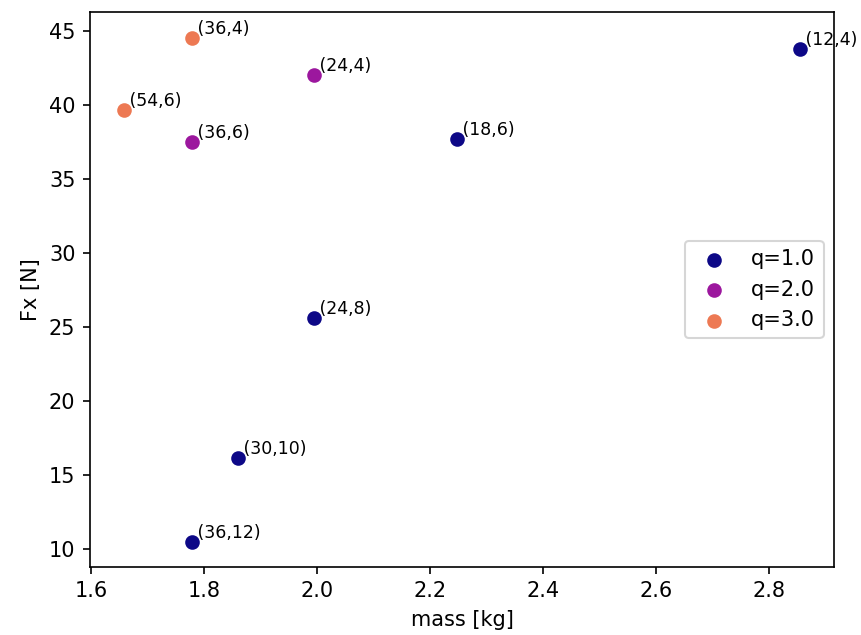 (36,4)
(12,4)
(24,4)
(54,6)
(36,6)
(18,6)
(24,8)
(30,10)
(36,12)
45
40
35
30
25
20
15
10
Fx [N]
q=1.0
q=2.0
q=3.0
1.6 1.8 2.0 2.2 2.4 2.6 2.8
mass [kg]